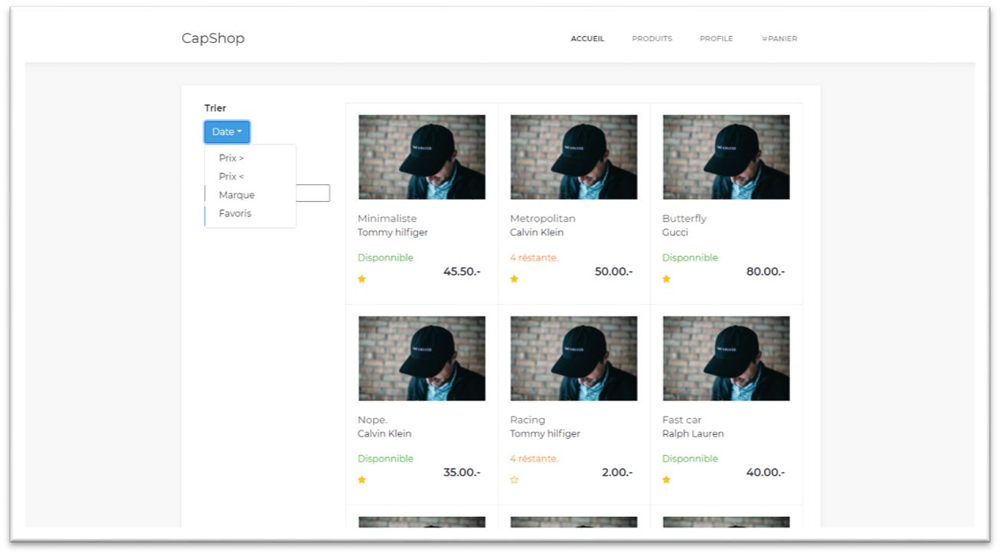 CapShop
ACCUEIL PRODUITS PROFILE PANIER
Trier
Date
Prix >
Prix <
Marque
Favoris
Minimaliste
Tommy hilfiger
Disponnible
45.50.-
Metropolitan
Calvin Klein
4 réstante.
50.00.-
Butterfly
Gucci
Disponnible
80.00.-
Nope.
Calvin Klein
Disponnible
35.00.-
Racing
Tommy hilfiger
4 réstante.
2.00.-
Fast car
Ralph Lauren
Disponnible
40.00.-